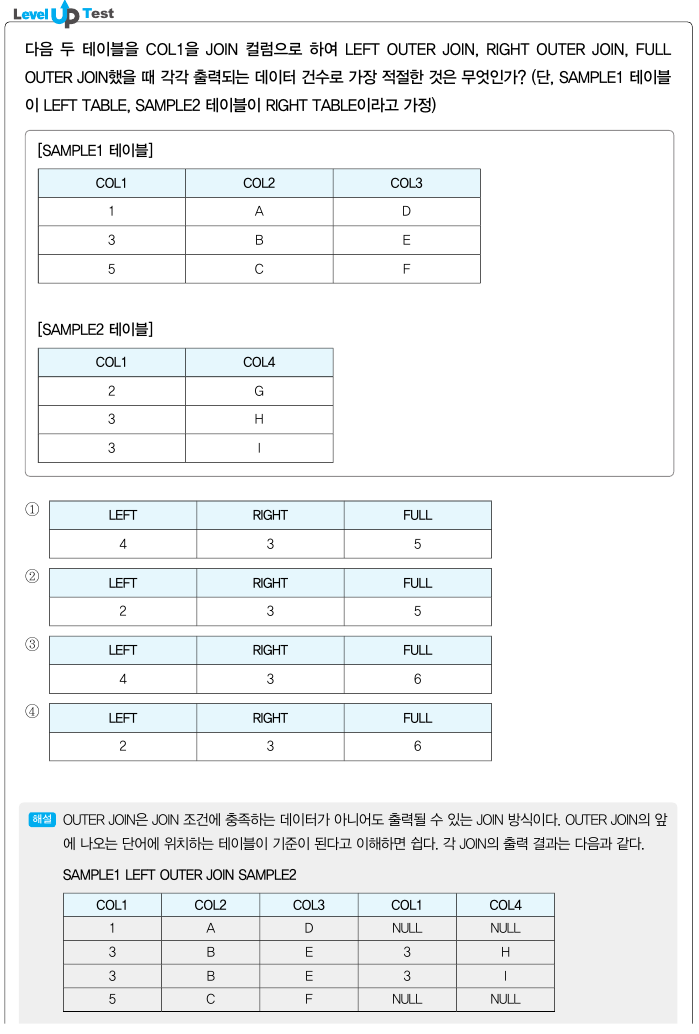 Level Up Test
다음 두 테이블을 COL1을 JOIN 컬럼으로 하여 LEFT OUTER JOIN, RIGHT OUTER JOIN, FULL
OUTER JOIN했을 때 각각 출력되는 데이터 건수로 가장 적절한 것은 무엇인가? (단, SAMPLE1 테이블
이 LEFT TABLE, SAMPLE2 테이블이 RIGHT TABLE이라고 가정)
[SAMPLE1 테이블]
COL1 COL2 COL3
1 A D
3 B E
5 C F
[SAMPLE2 테이블]
COL1 COL4
2 G
3 H
3 I
① LEFT RIGHT FULL
4 3 5
② LEFT RIGHT FULL
2 3 5
③ LEFT RIGHT FULL
4 3 6
④ LEFT RIGHT FULL
2 3 6
해설 OUTER JOIN은 JOIN 조건에 충족하는 데이터가 아니어도 출력될 수 있는 JOIN 방식이다. OUTER JOIN의 앞
에 나오는 단어에 위치하는 테이블이 기준이 된다고 이해하면 쉽다. 각 JOIN의 출력 결과는 다음과 같다.
SAMPLE1 LEFT OUTER JOIN SAMPLE2
COL1 COL2 COL3 COL1 COL4
1 A D NULL NULL
3 B E 3 H
3 B E 3 I
5 C F NULL NULL